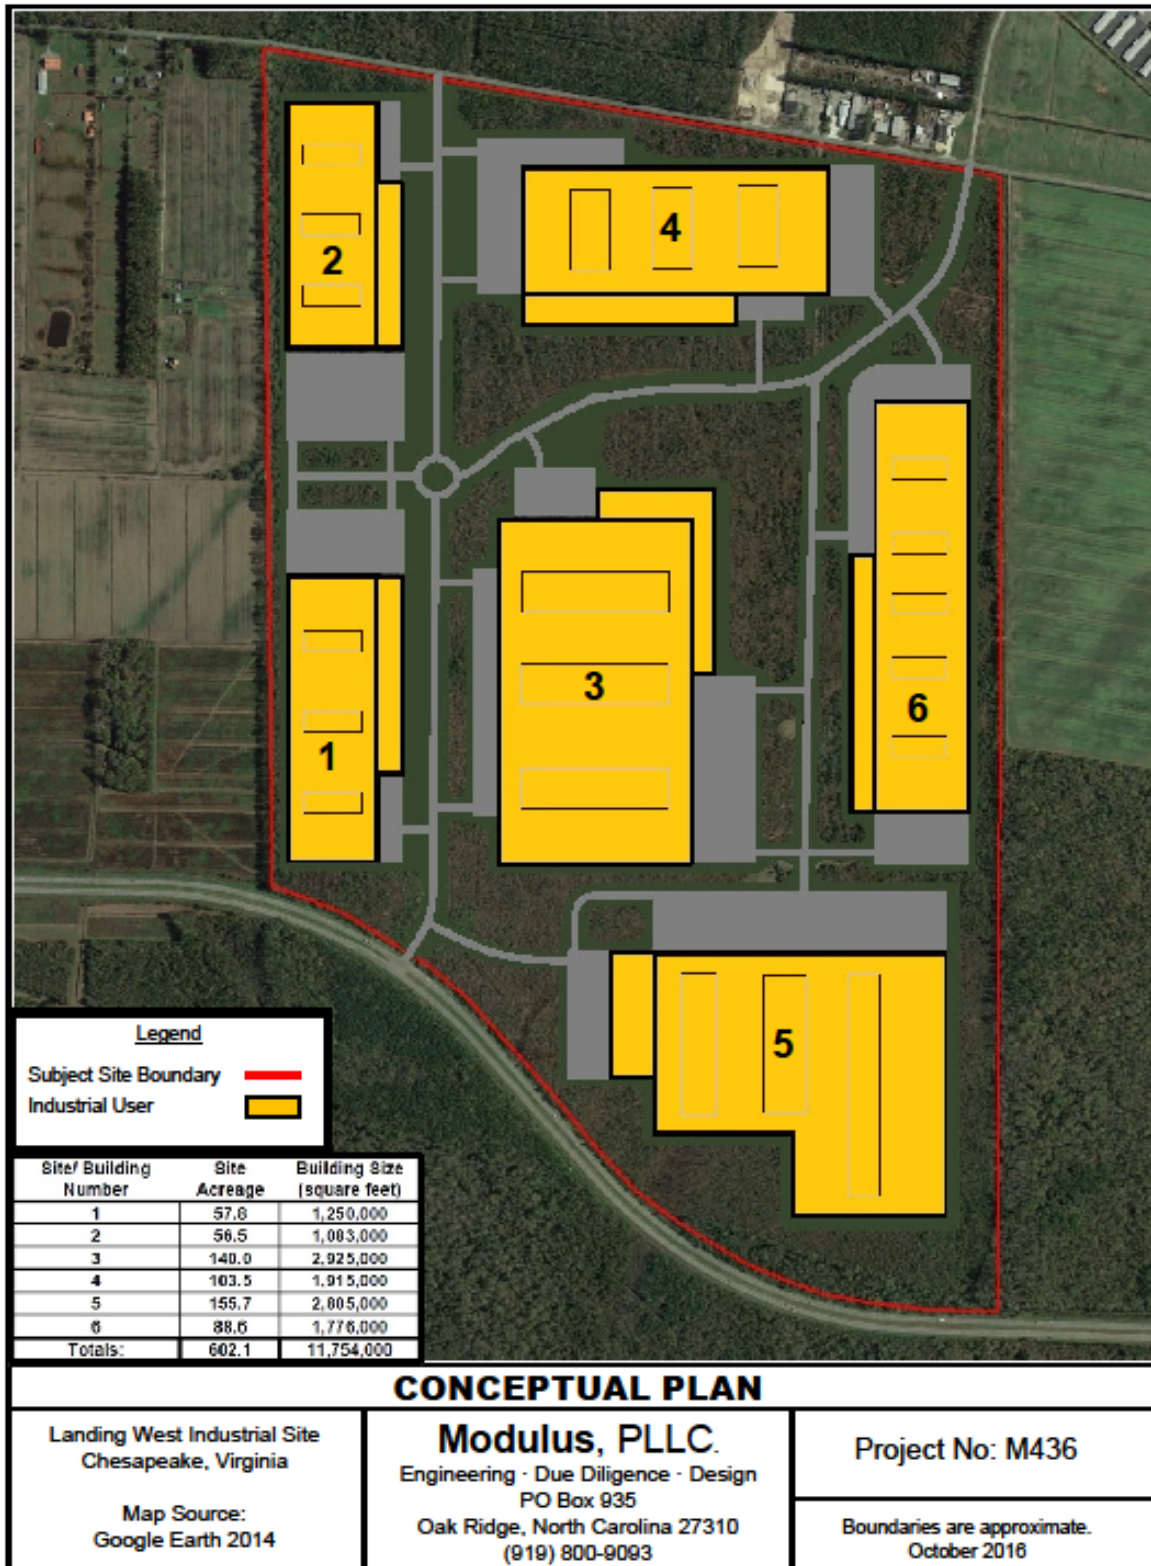 2
4
3
6
1
5
Legend
Subject Site Boundary
Industrial User
Site/ Building Number Site Acreage Building Size (square feet)
1 57.8 1,250,000
2 56.5 1,083,000
3 140.0 2,925,000
4 103.5 1,915,000
5 155.7 2,805,000
6 88.6 1,776,000
Totals: 602.1 11,754,000
CONCEPTUAL PLAN
Landing West Industrial Site
Chesapeake, Virginia
Map Source:
Google Earth 2014
Modulus, PLLC.
Engineering · Due Diligence · Design
PO Box 935
Oak Ridge, North Carolina 27310
(919) 800-9093
Project No: M436
Boundaries are approximate.
October 2016